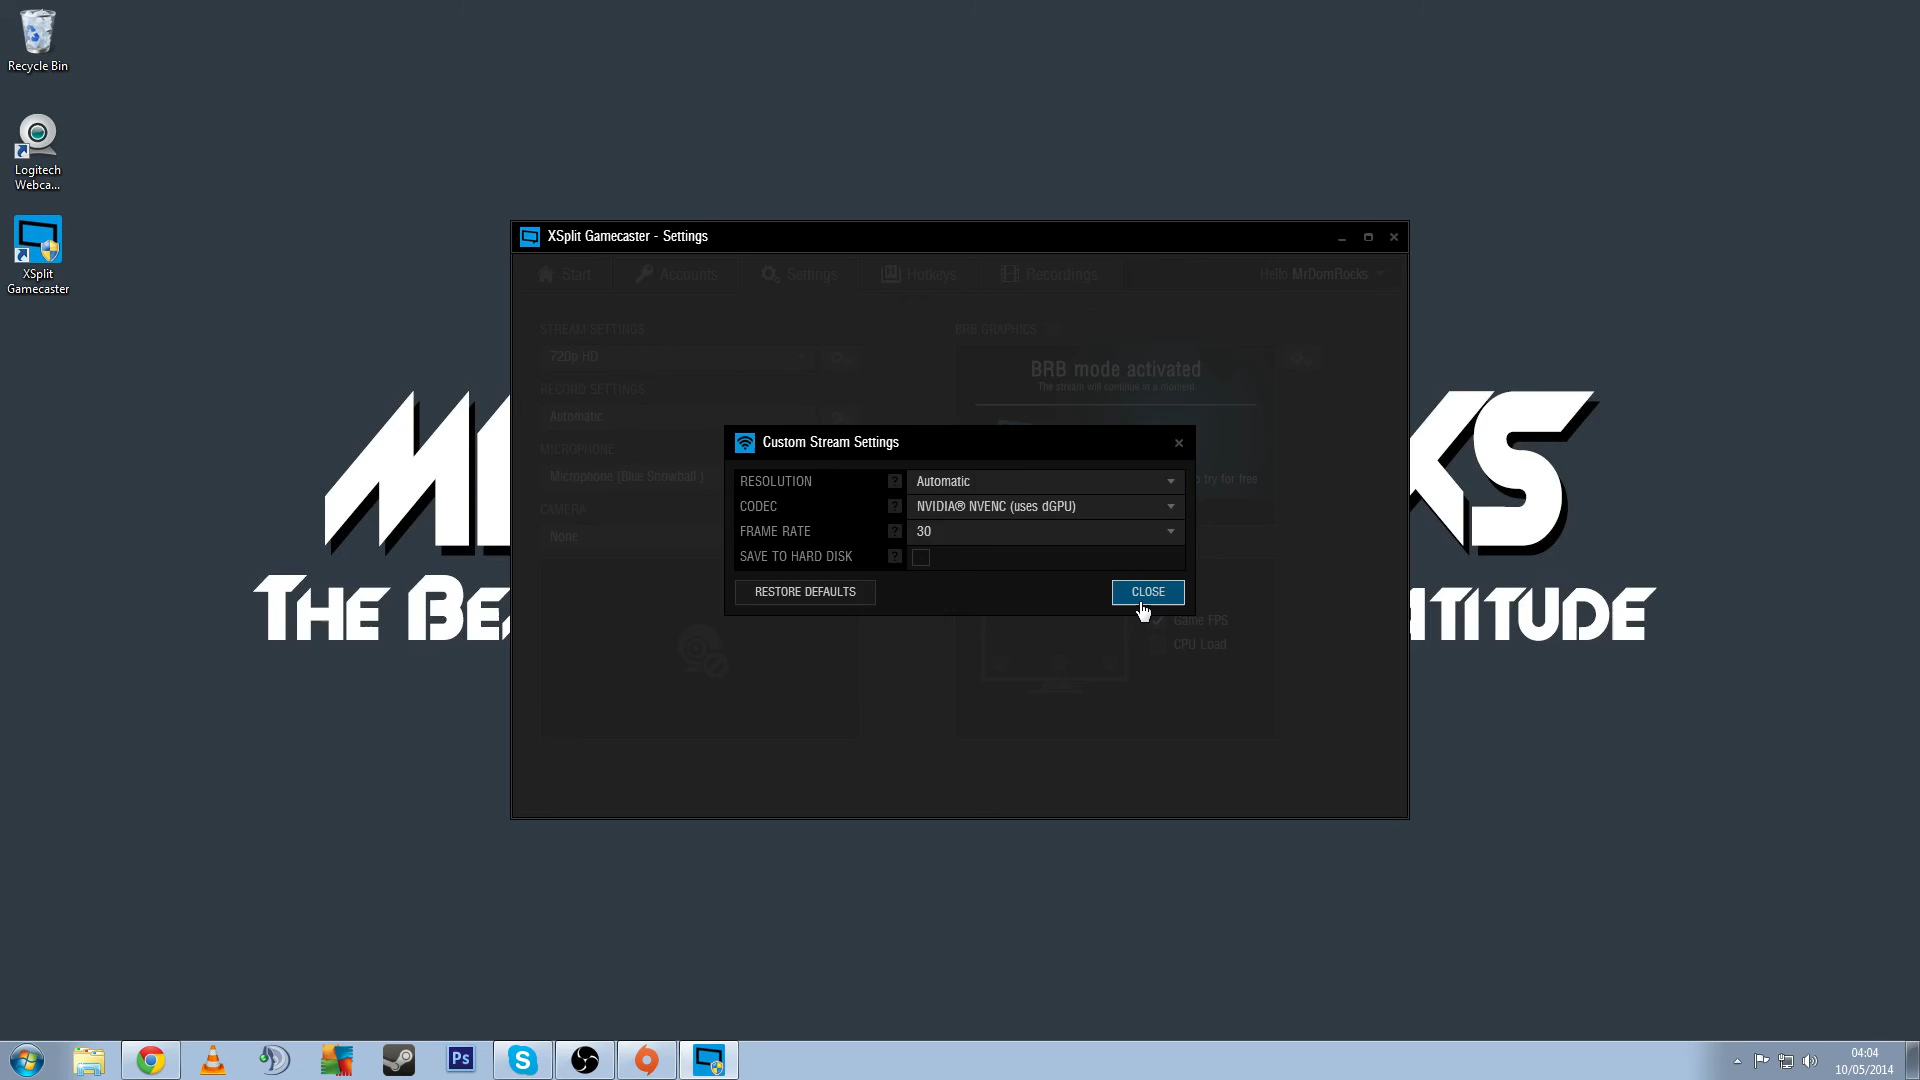 Recycle Bin
Logitech
Webca...
XSplit
Gamecaster
XSplit Gamecaster - Settings
Start
Accounts
Settings
Hotkeys
Recordings
Hello MrDomRocks
STREAM SETTINGS
720p HD
RECORD SETTINGS
Automatic
MICROPHONE
Microphone (Blue Snowball )
CAMERA
None
BRB GRAPHICS
BRB mode activated
The stream will continue in a moment.
to try for free
Custom Stream Settings
RESOLUTION ? Automatic
CODEC ? NVIDIA® NVENC (uses dGPU)
FRAME RATE ? 30
SAVE TO HARD DISK ?
RESTORE DEFAULTS
CLOSE
Game FPS
CPU Load
KS
THE BE
TITUDE
Ps
04:04
10/05/2014